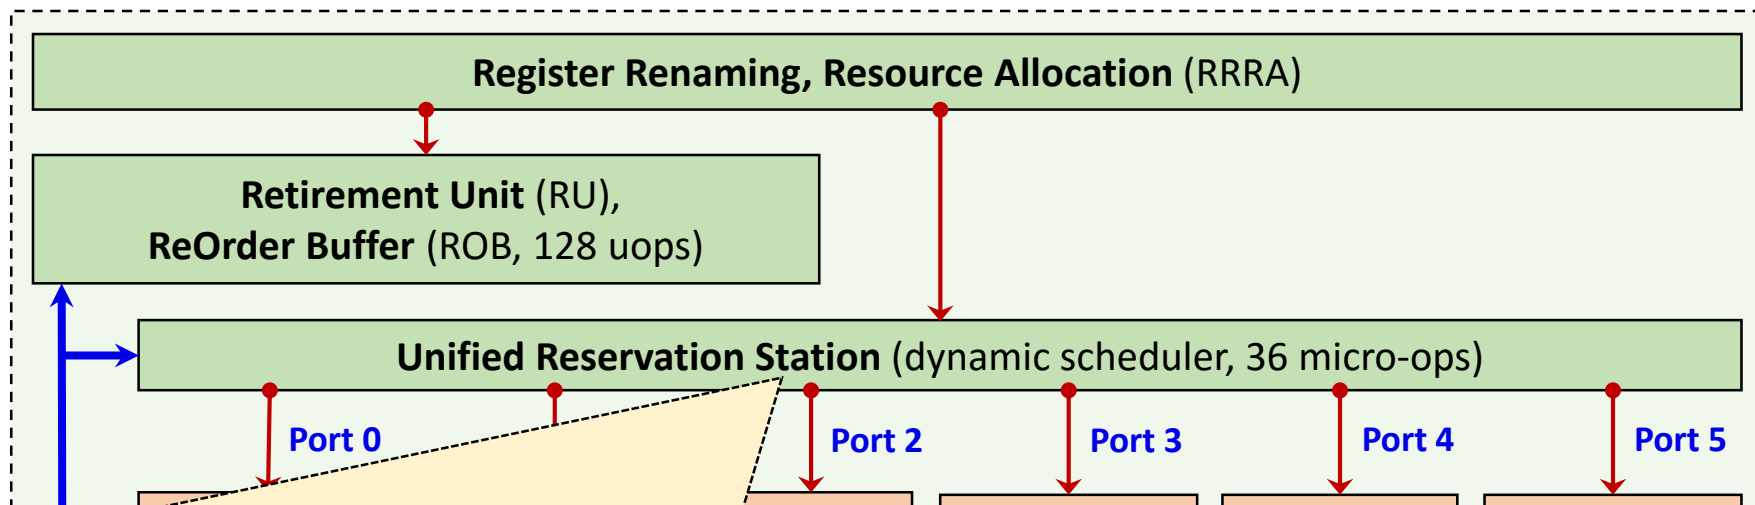 Register Renaming, Resource Allocation (RRRA)
Retirement Unit (RU),
ReOrder Buffer (ROB, 128 uops)
Unified Reservation Station (dynamic scheduler, 36 micro-ops)
Port 0
Port 2
Port 3
Port 4
Port 5